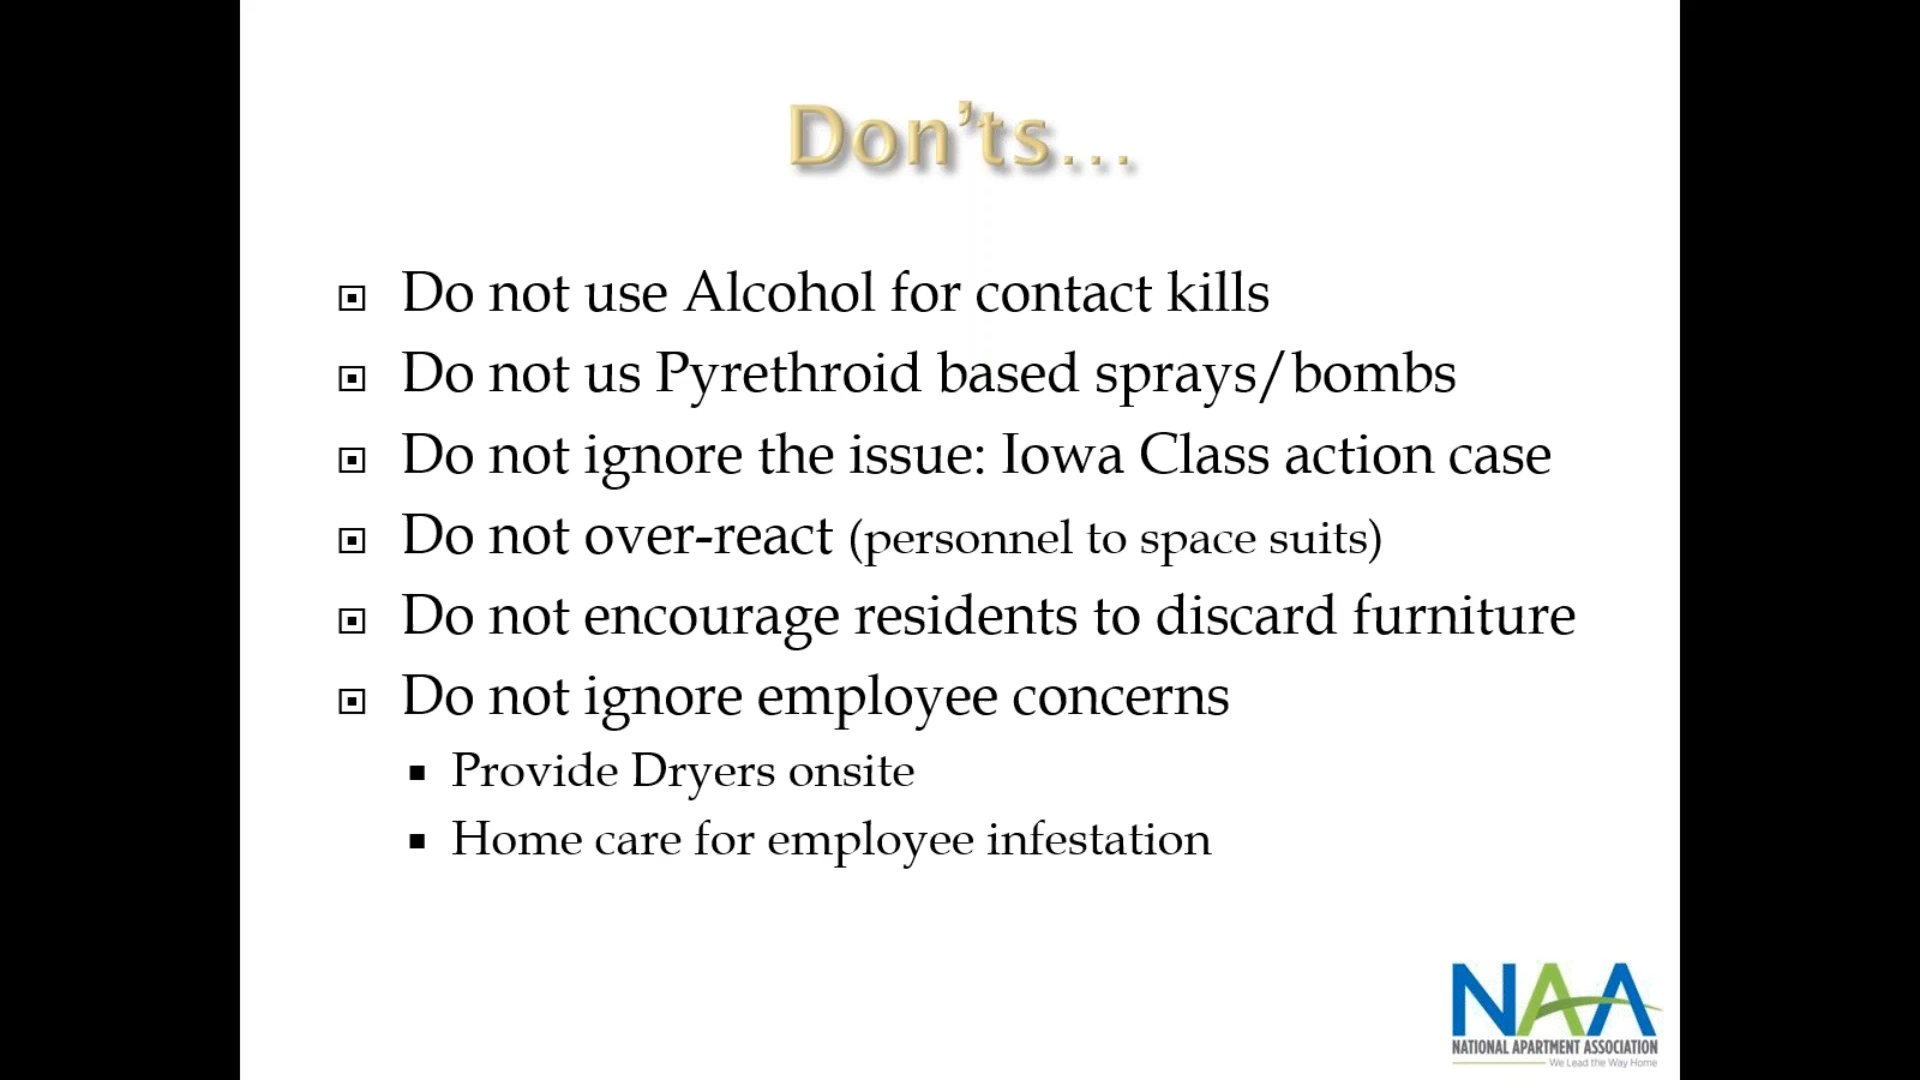 Don’ts…
Do not use Alcohol for contact kills
Do not us Pyrethroid based sprays/bombs
Do not ignore the issue: Iowa Class action case
Do not over-react (personnel to space suits)
Do not encourage residents to discard furniture
Do not ignore employee concerns
Provide Dryers onsite
Home care for employee infestation
NAA
NATIONAL APARTMENT ASSOCIATION
We Lead the Way Home